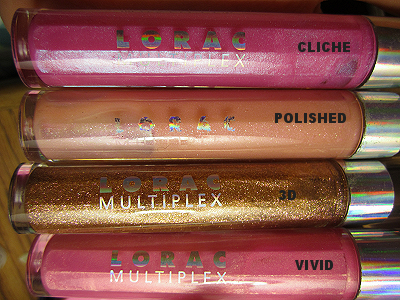 LORAC
MULTIPLEX
CLICHE
LORAC
POLISHED
LORAC
MULTIPLEX
3D
LORAC
MULTIPLEX
VIVID